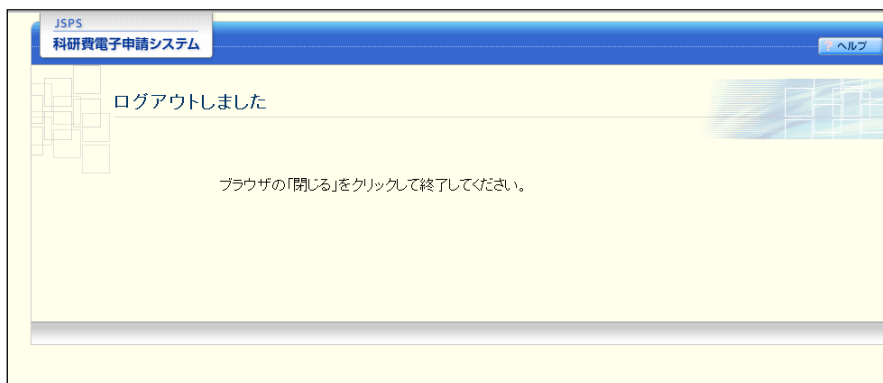 JSPS
科研費電子申請システム
? ヘルプ
ログアウトしました
ブラウザの「閉じる」をクリックして終了してください。